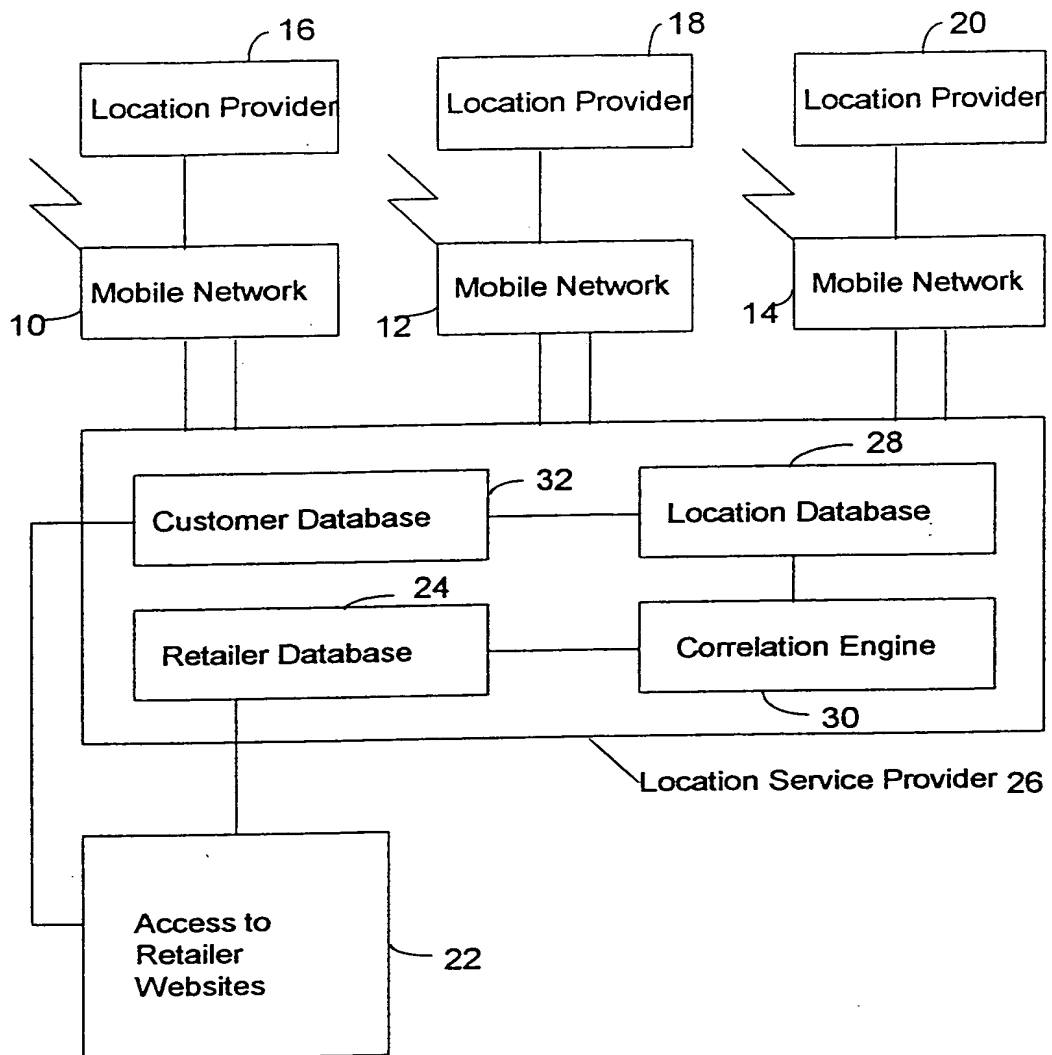 16
18
20
Location Provider
Location Provider
Location Provider
Mobile Network
Mobile Network
Mobile Network
10
12
14
28
32
Customer Database
Location Database
24
Retailer Database
Correlation Engine
30
Location Service Provider 26
Access to
Retailer
Websites
22